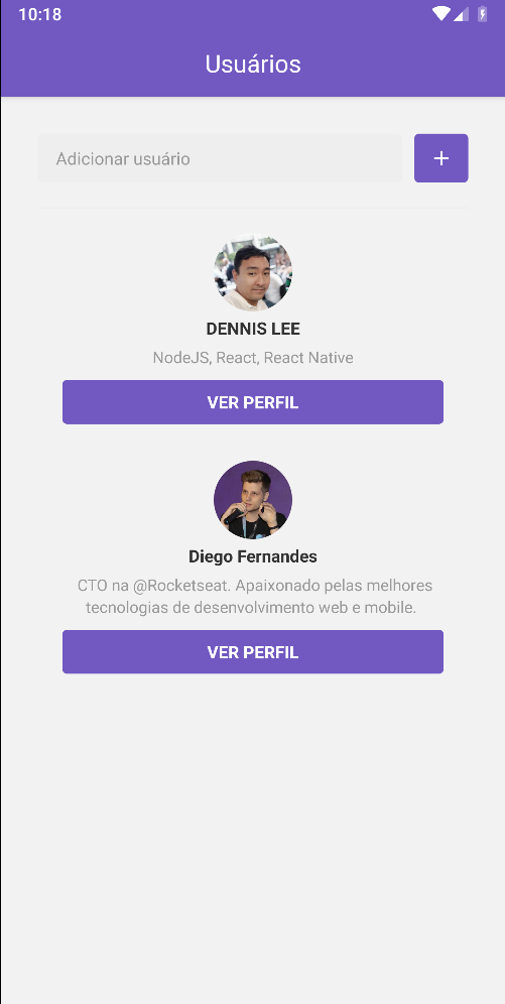 10:18
Usuários
Adicionar usuário
+
DENNIS LEE
NodeJS, React, React Native
VER PERFIL
Diego Fernandes
CTO na @Rocketseat. Apaixonado pelas melhores
tecnologias de desenvolvimento web e mobile.
VER PERFIL